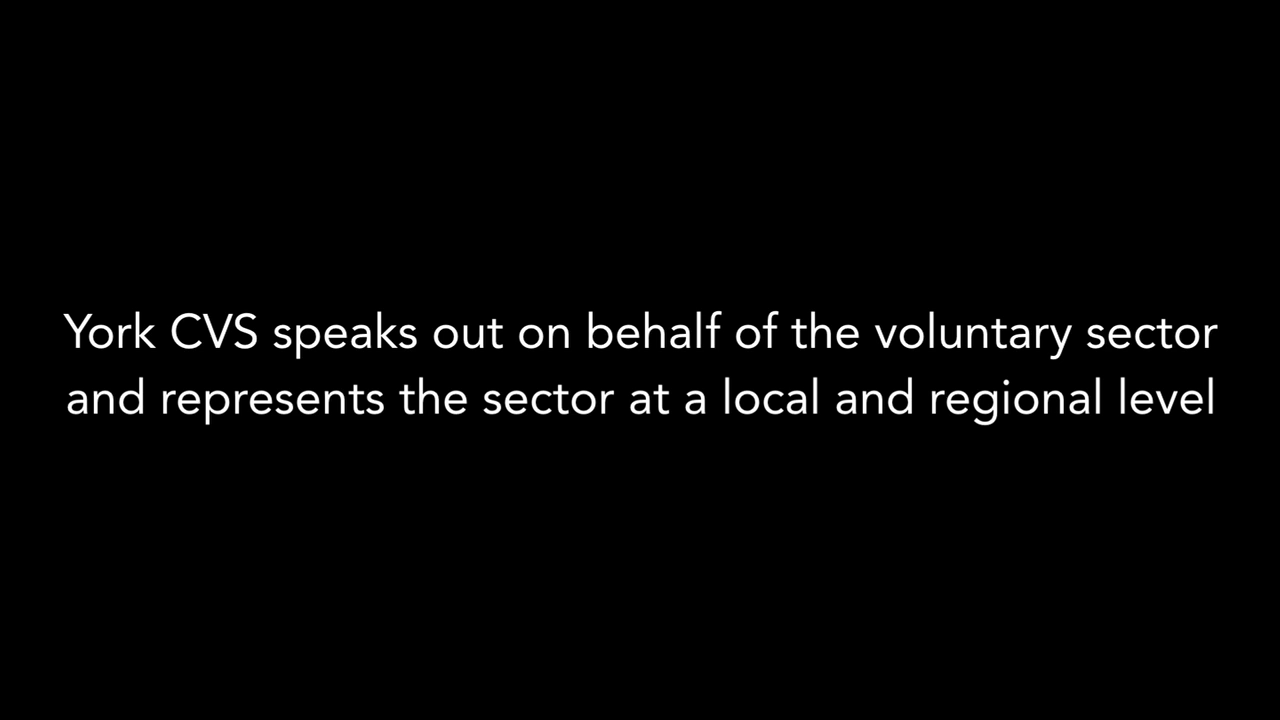 York CVS speaks out on behalf of the voluntary sector
and represents the sector at a local and regional level